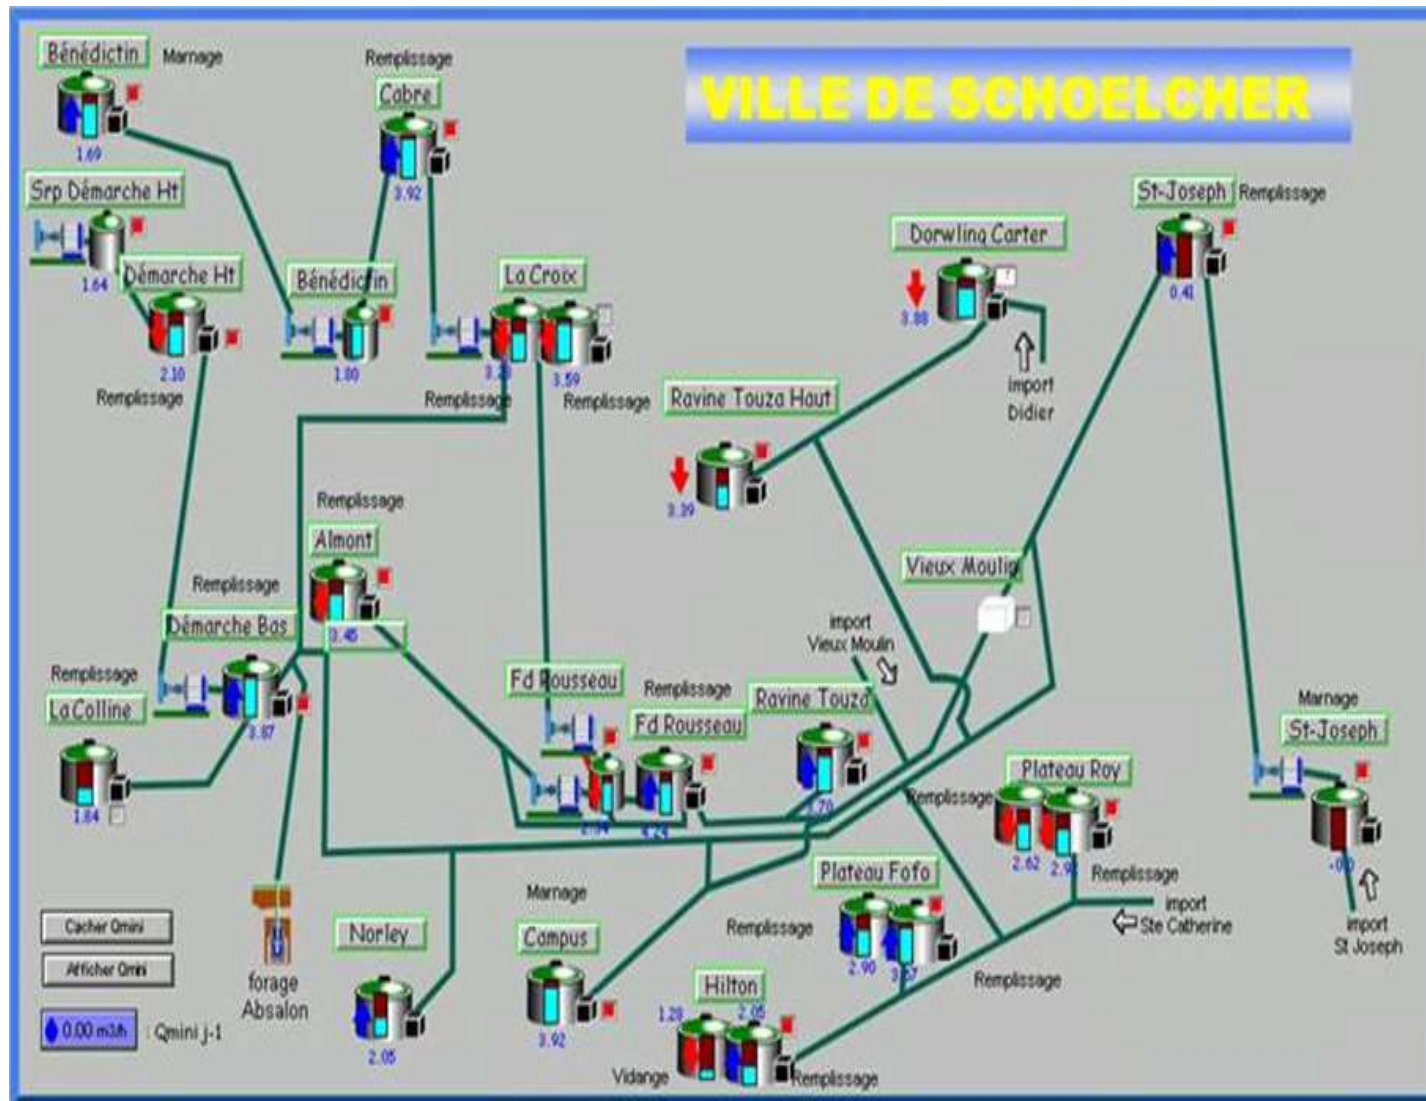 VILLE DE SCHOELCHER
Bénédictin
Marnage
1.69
Remplissage
Cabre
3.92
Srp Démarche Ht
1.64
Démarche Ht
2.10
Remplissage
Bénédictin
1.80
La Croix
3.59
Remplissage
Remplissage
Dorwling Carter
3.88
import
Didier
St-Joseph
Remplissage
0.41
Ravine Touza Haut
3.39
Remplissage
Almont
3.45
Vieux Moulin
import
Vieux Moulin
Remplissage
Démarche Bas
3.87
Remplissage
La Colline
1.84
Fd Rousseau
Remplissage
Fd Rousseau
4.24
Ravine Touza
3.70
Remplissage
Plateau Roy
2.62
Remplissage
import
Ste Catherine
Marnage
St-Joseph
import
St Joseph
Plateau Fofo
Remplissage
2.90
3.67
Remplissage
Marnage
Campus
3.92
Norley
2.05
Hilton
1.28
2.05
Vidange
Remplissage
forage
Absalon
Cacher Qmini
Afficher Qmini
0.00 m3/h
: Qmini j-1